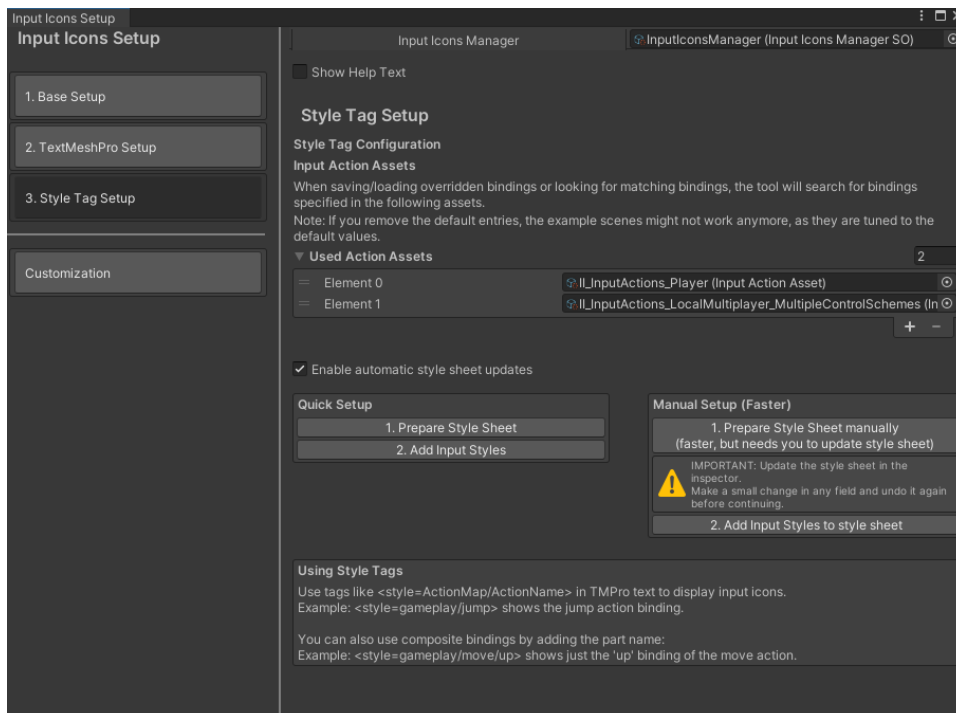 Input Icons Setup
Input Icons Setup
1. Base Setup
2. TextMeshPro Setup
3. Style Tag Setup
Customization
Input Icons Manager
InputIconsManager (Input Icons Manager SO)
Show Help Text
Style Tag Setup
Style Tag Configuration
Input Action Assets
When saving/loading overridden bindings or looking for matching bindings, the tool will search for bindings
specified in the following assets.
Note: If you remove the default entries, the example scenes might not work anymore, as they are tuned to the
default values.
Used Action Assets
2
Element 0
II_InputActions_Player (Input Action Asset)
Element 1
II_InputActions_LocalMultiplayer_MultipleControlSchemes (In
Enable automatic style sheet updates
Quick Setup
1. Prepare Style Sheet
2. Add Input Styles
Manual Setup (Faster)
1. Prepare Style Sheet manually
(faster, but needs you to update style sheet)
IMPORTANT: Update the style sheet in the
inspector.
Make a small change in any field and undo it again
before continuing.
2. Add Input Styles to style sheet
Using Style Tags
Use tags like <style=ActionMap/ActionName> in TMPro text to display input icons.
Example: <style=gameplay/jump> shows the jump action binding.
You can also use composite bindings by adding the part name:
Example: <style=gameplay/move/up> shows just the 'up' binding of the move action.